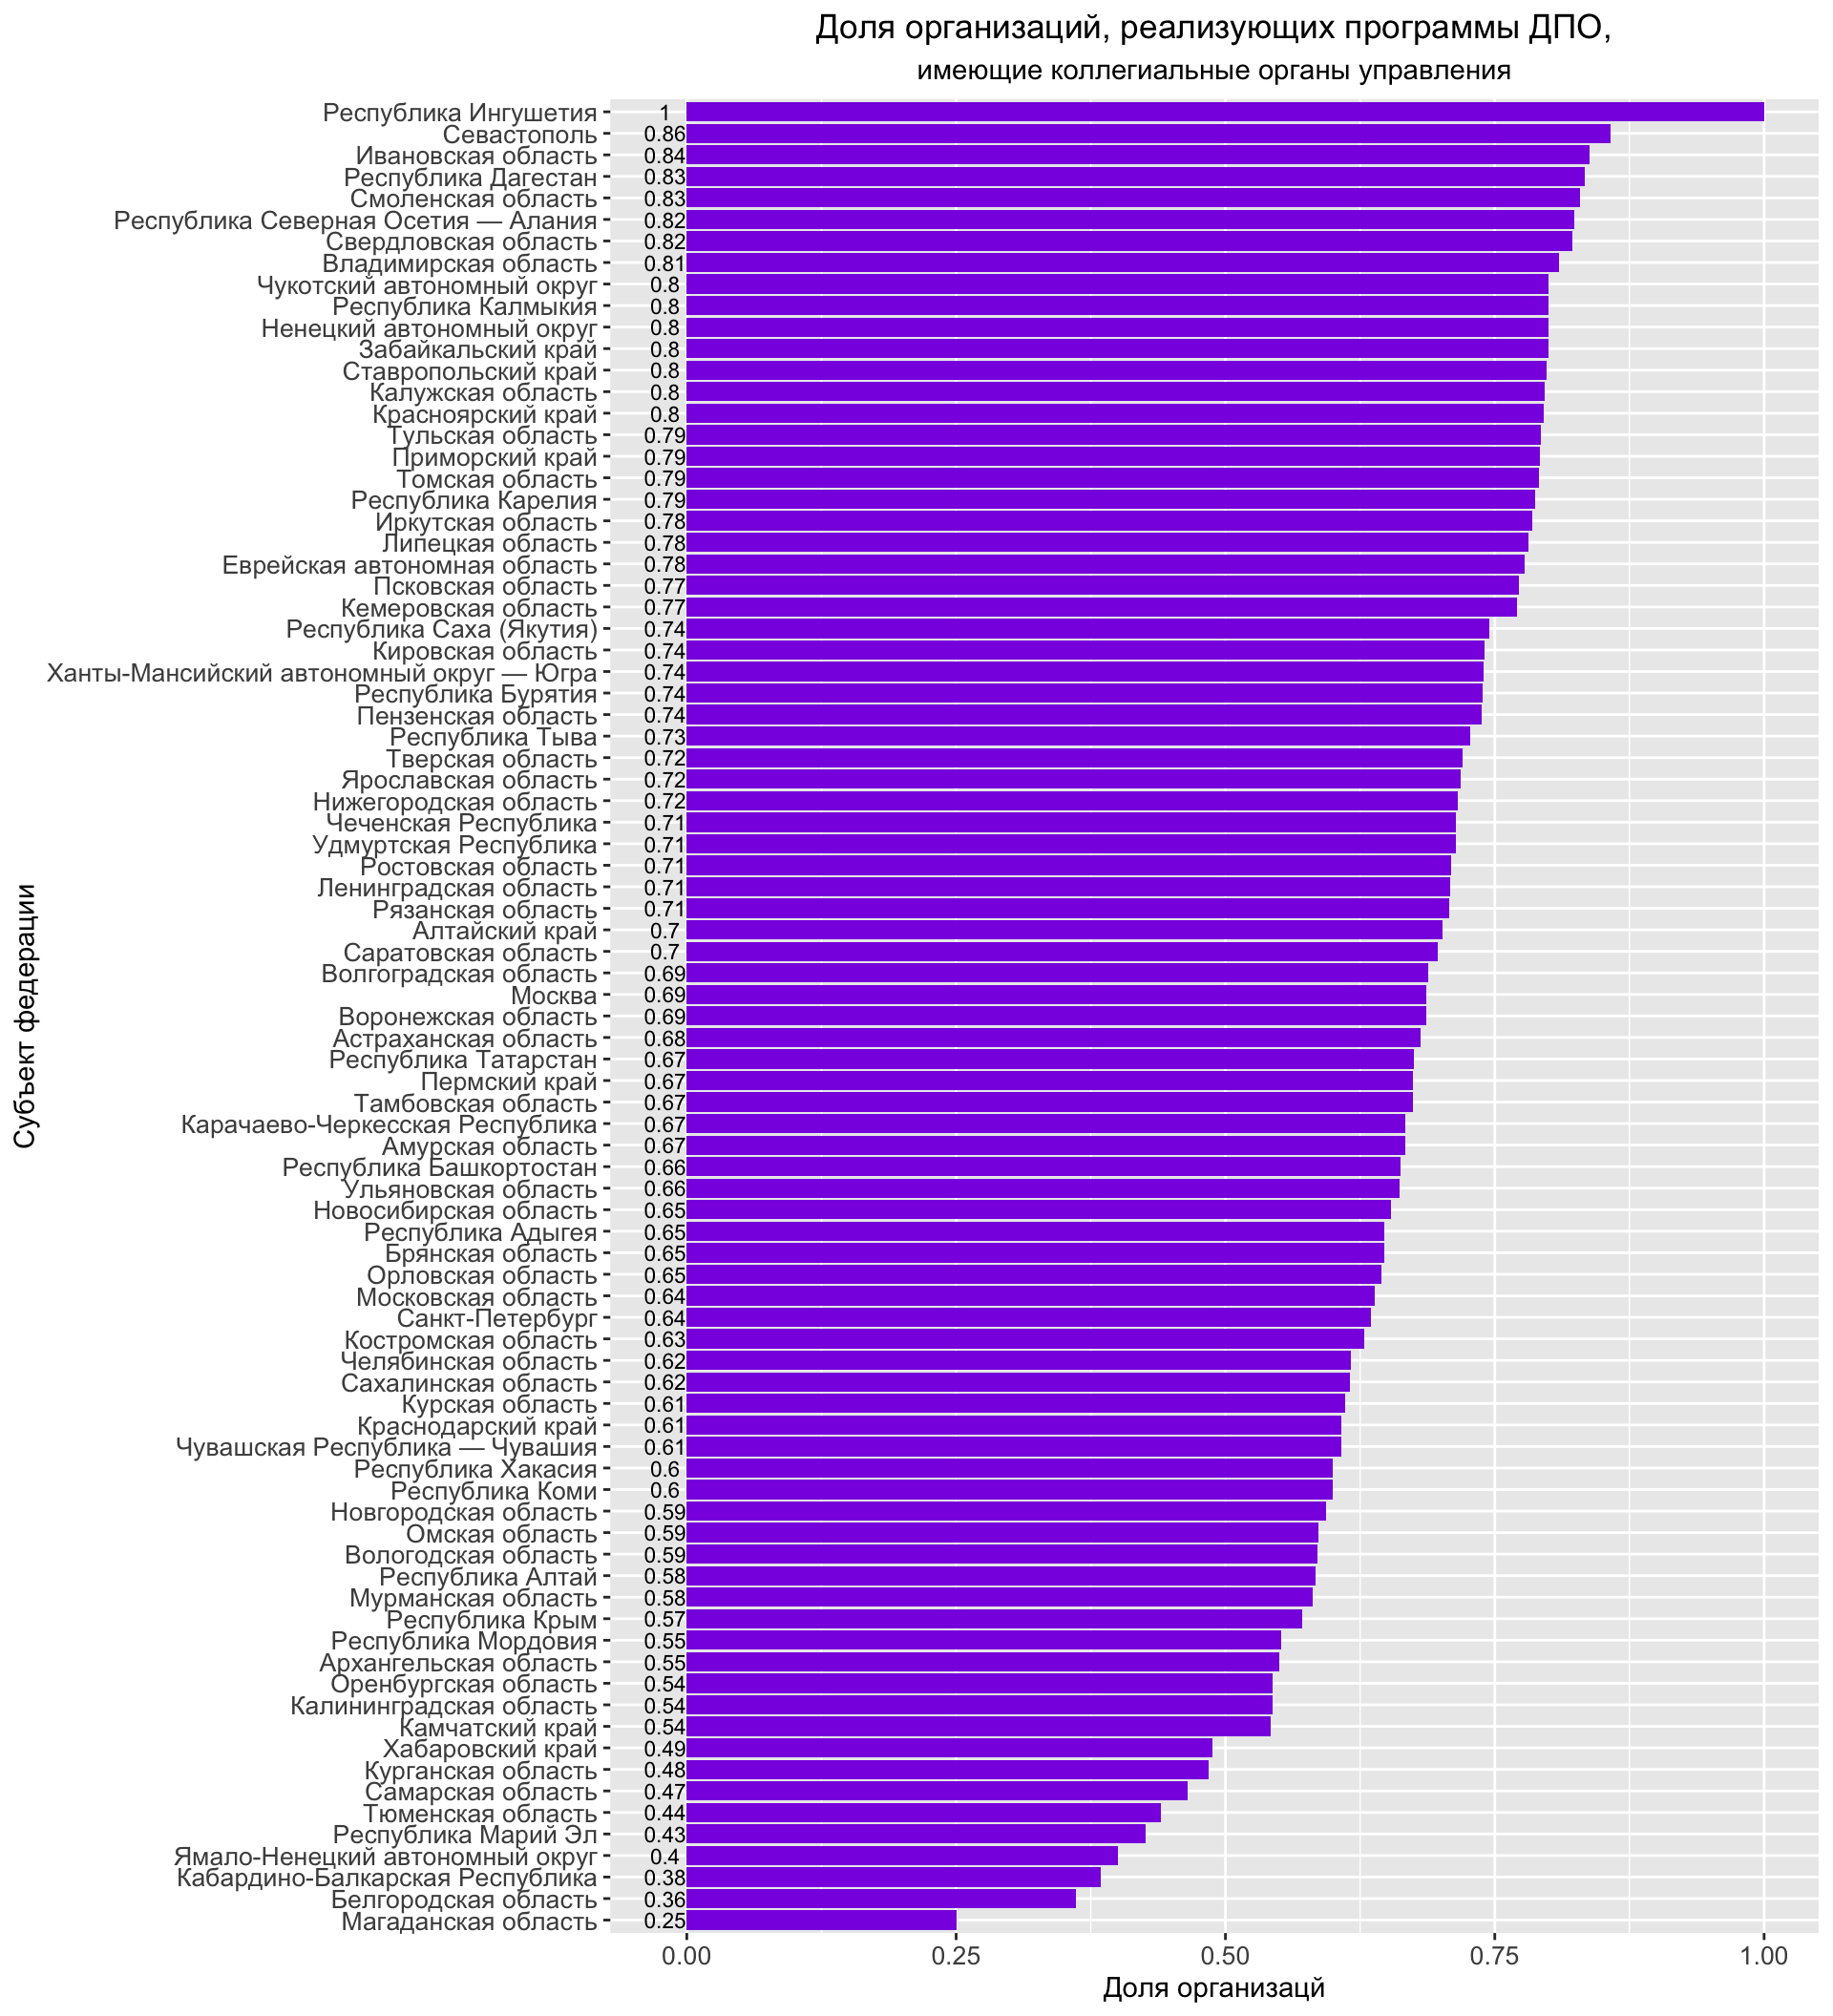 Доля организаций, реализующих программы ДПО,
имеющие коллегиальные органы управления
Субъект федерации
Республика Ингушетия 1
Севастополь 0.86
Ивановская область 0.84
Республика Дагестан 0.83
Смоленская область 0.83
Республика Северная Осетия — Алания 0.82
Свердловская область 0.82
Владимирская область 0.81
Чукотский автономный округ 0.8
Республика Калмыкия 0.8
Ненецкий автономный округ 0.8
Забайкальский край 0.8
Ставропольский край 0.8
Калужская область 0.8
Красноярский край 0.8
Тульская область 0.79
Приморский край 0.79
Томская область 0.79
Республика Карелия 0.79
Иркутская область 0.78
Липецкая область 0.78
Еврейская автономная область 0.78
Псковская область 0.77
Кемеровская область 0.77
Республика Саха (Якутия) 0.74
Кировская область 0.74
Ханты-Мансийский автономный округ — Югра 0.74
Республика Бурятия 0.74
Пензенская область 0.74
Республика Тыва 0.73
Тверская область 0.72
Ярославская область 0.72
Нижегородская область 0.72
Чеченская Республика 0.71
Удмуртская Республика 0.71
Ростовская область 0.71
Ленинградская область 0.71
Рязанская область 0.71
Алтайский край 0.7
Саратовская область 0.7
Волгоградская область 0.69
Москва 0.69
Воронежская область 0.69
Астраханская область 0.68
Республика Татарстан 0.67
Пермский край 0.67
Тамбовская область 0.67
Карачаево-Черкесская Республика 0.67
Амурская область 0.67
Республика Башкортостан 0.66
Ульяновская область 0.66
Новосибирская область 0.65
Республика Адыгея 0.65
Брянская область 0.65
Орловская область 0.65
Московская область 0.64
Санкт-Петербург 0.64
Костромская область 0.63
Челябинская область 0.62
Сахалинская область 0.62
Курская область 0.61
Краснодарский край 0.61
Чувашская Республика — Чувашия 0.61
Республика Хакасия 0.6
Республика Коми 0.6
Новгородская область 0.59
Омская область 0.59
Вологодская область 0.59
Республика Алтай 0.58
Мурманская область 0.58
Республика Крым 0.57
Республика Мордовия 0.55
Архангельская область 0.55
Оренбургская область 0.54
Калининградская область 0.54
Камчатский край 0.54
Хабаровский край 0.49
Курганская область 0.48
Самарская область 0.47
Тюменская область 0.44
Республика Марий Эл 0.43
Ямало-Ненецкий автономный округ 0.4
Кабардино-Балкарская Республика 0.38
Белгородская область 0.36
Магаданская область 0.25
0.00 0.25 0.50 0.75 1.00
Доля организацй